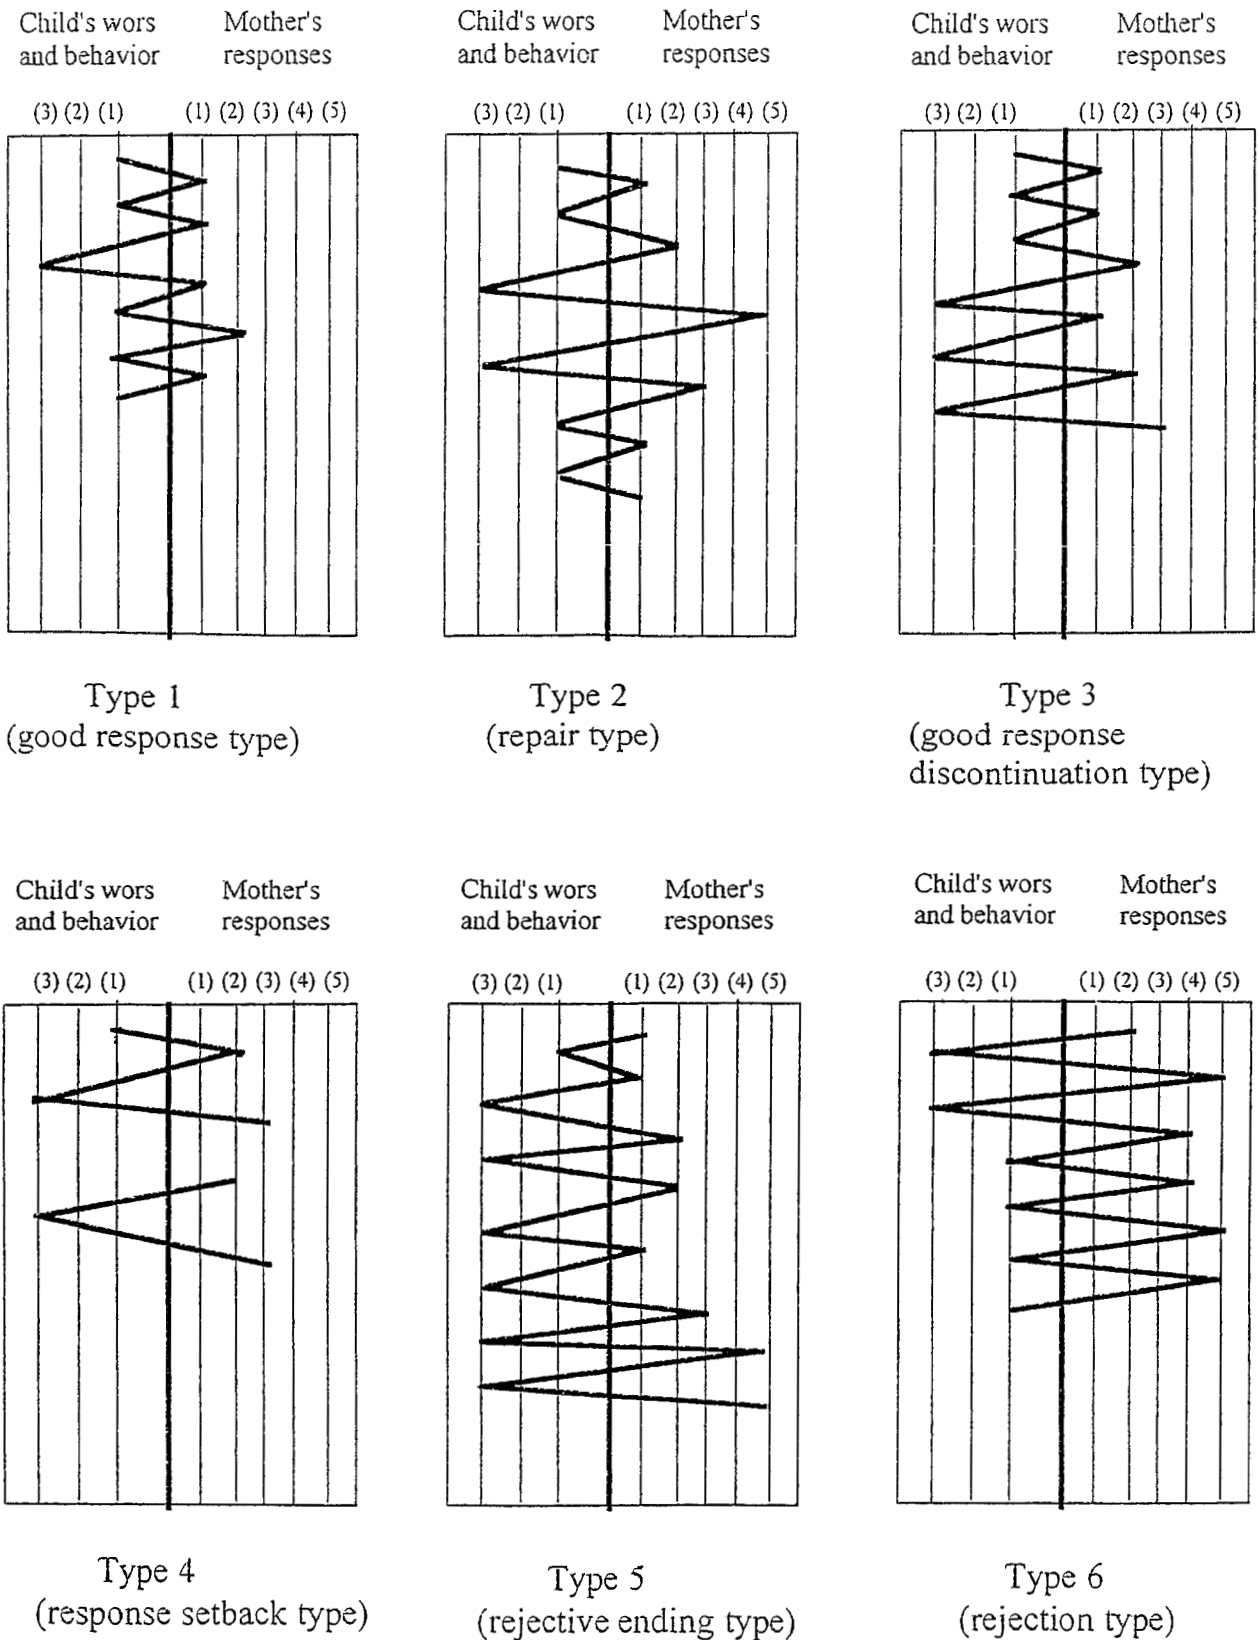 Child's wors Mother's
and behavior responses
(3) (2) (1) (1) (2) (3) (4) (5)
Type 1
(good response type)
Child's wors Mother's
and behavior responses
(3) (2) (1) (1) (2) (3) (4) (5)
Type 2
(repair type)
Child's wors Mother's
and behavior responses
(3) (2) (1) (1) (2) (3) (4) (5)
Type 3
(good response
discontinuation type)
Child's wors Mother's
and behavior responses
(3) (2) (1) (1) (2) (3) (4) (5)
Type 4
(response setback type)
Child's wors Mother's
and behavior responses
(3) (2) (1) (1) (2) (3) (4) (5)
Type 5
(rejective ending type)
Child's wors Mother's
and behavior responses
(3) (2) (1) (1) (2) (3) (4) (5)
Type 6
(rejection type)